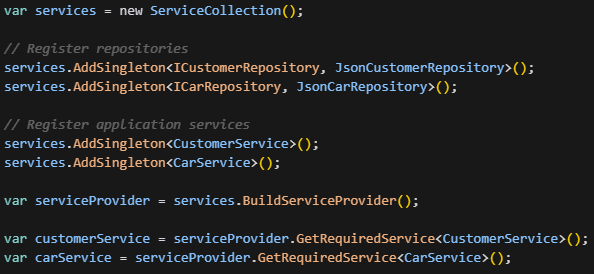 var services = new ServiceCollection();
// Register repositories
services.AddSingleton<ICustomerRepository, JsonCustomerRepository>();
services.AddSingleton<ICarRepository, JsonCarRepository>();
// Register application services
services.AddSingleton<CustomerService>();
services.AddSingleton<CarService>();
var serviceProvider = services.BuildServiceProvider();
var customerService = serviceProvider.GetRequiredService<CustomerService>();
var carService = serviceProvider.GetRequiredService<CarService>();